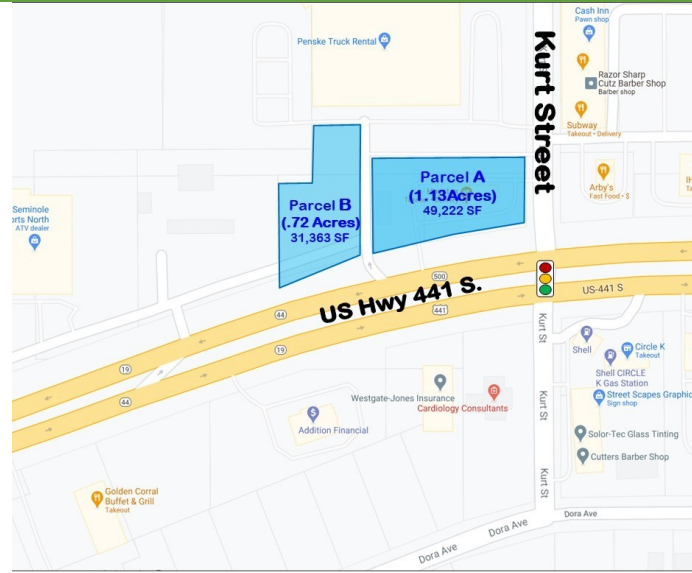 Cash Inn
Pawn shop
Penske Truck Rental
Kurt Street
Razor Sharp
Cutz Barber Shop
Barber shop
Subway
Takeout • Delivery
Parcel A
(1.13Acres)
49,222 SF
Parcel B
(.72 Acres)
31,363 SF
Arby's
Fast Food • $
Seminole
orts North
ATV dealer
500
US Hwy 441 S.
US-441 S
44
441
19
19
44
Kurt St
Shell
Circle K
Takeout
Shell CIRCLE
K Gas Station
Westgate-Jones Insurance
Cardiology Consultants
Street Scapes Graphic
Sign shop
Kurt St
Addition Financial
Solor-Tec Glass Tinting
Cutters Barber Shop
Kurt St
Golden Corral
Buffet & Grill
Takeout
Dora Ave
Dora Ave
Dora Ave